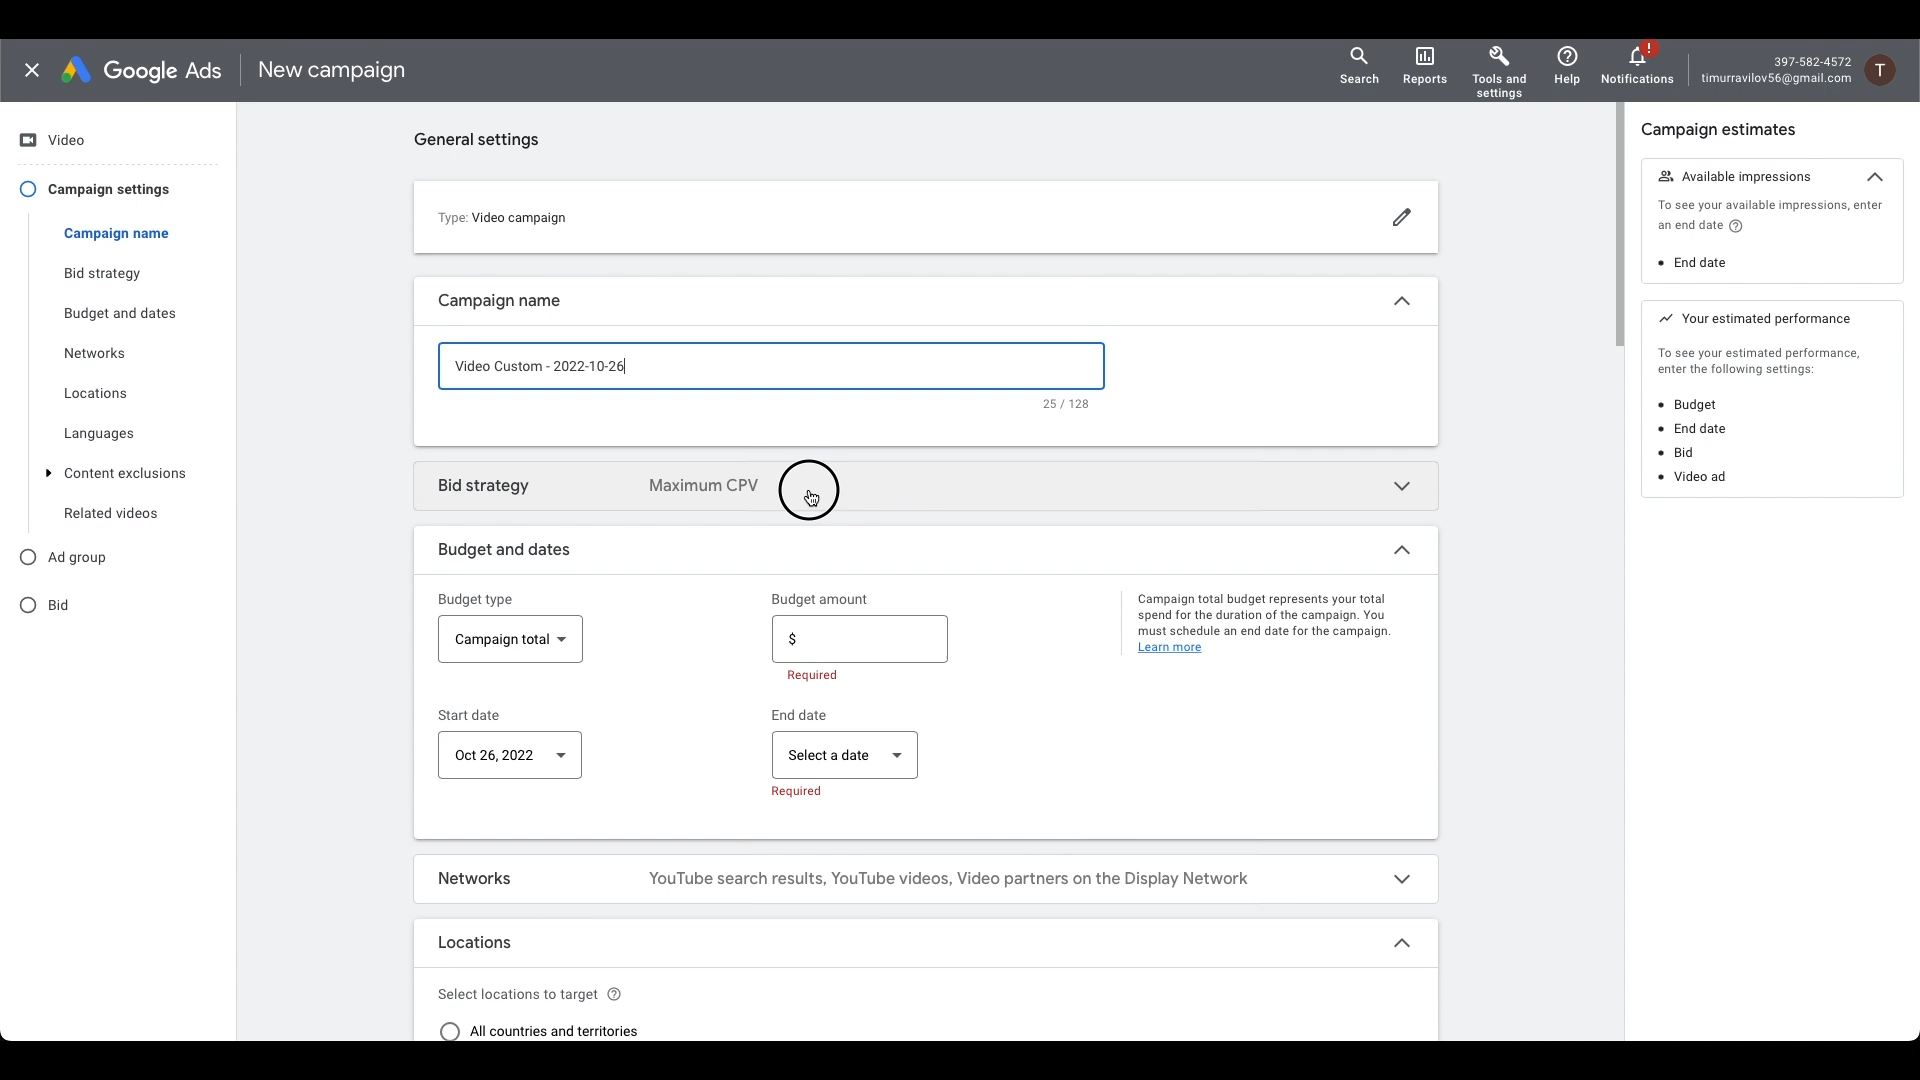 Google Ads
New campaign
Search
Reports
Tools and
settings
Help
!
Notifications
397-582-4572
timurravilov56@gmail.com
T
Video
Campaign settings
Campaign name
Bid strategy
Budget and dates
Networks
Locations
Languages
Content exclusions
Related videos
Ad group
Bid
General settings
Type: Video campaign
Campaign name
Video Custom - 2022-10-26
25 / 128
Bid strategy Maximum CPV
Budget and dates
Budget type
Campaign total
Budget amount
$
Required
Campaign total budget represents your total
spend for the duration of the campaign. You
must schedule an end date for the campaign.
Learn more
Start date
Oct 26, 2022
End date
Select a date
Required
Networks YouTube search results, YouTube videos, Video partners on the Display Network
Locations
Select locations to target
All countries and territories
Campaign estimates
Available impressions
To see your available impressions, enter
an end date
• End date
Your estimated performance
To see your estimated performance,
enter the following settings:
• Budget
• End date
• Bid
• Video ad